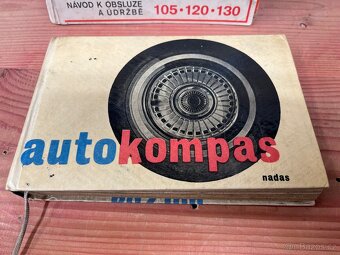 NÁVOD K OBSLUZE
A ÚDRŽBĚ 105•120•130
autokompas
nadas